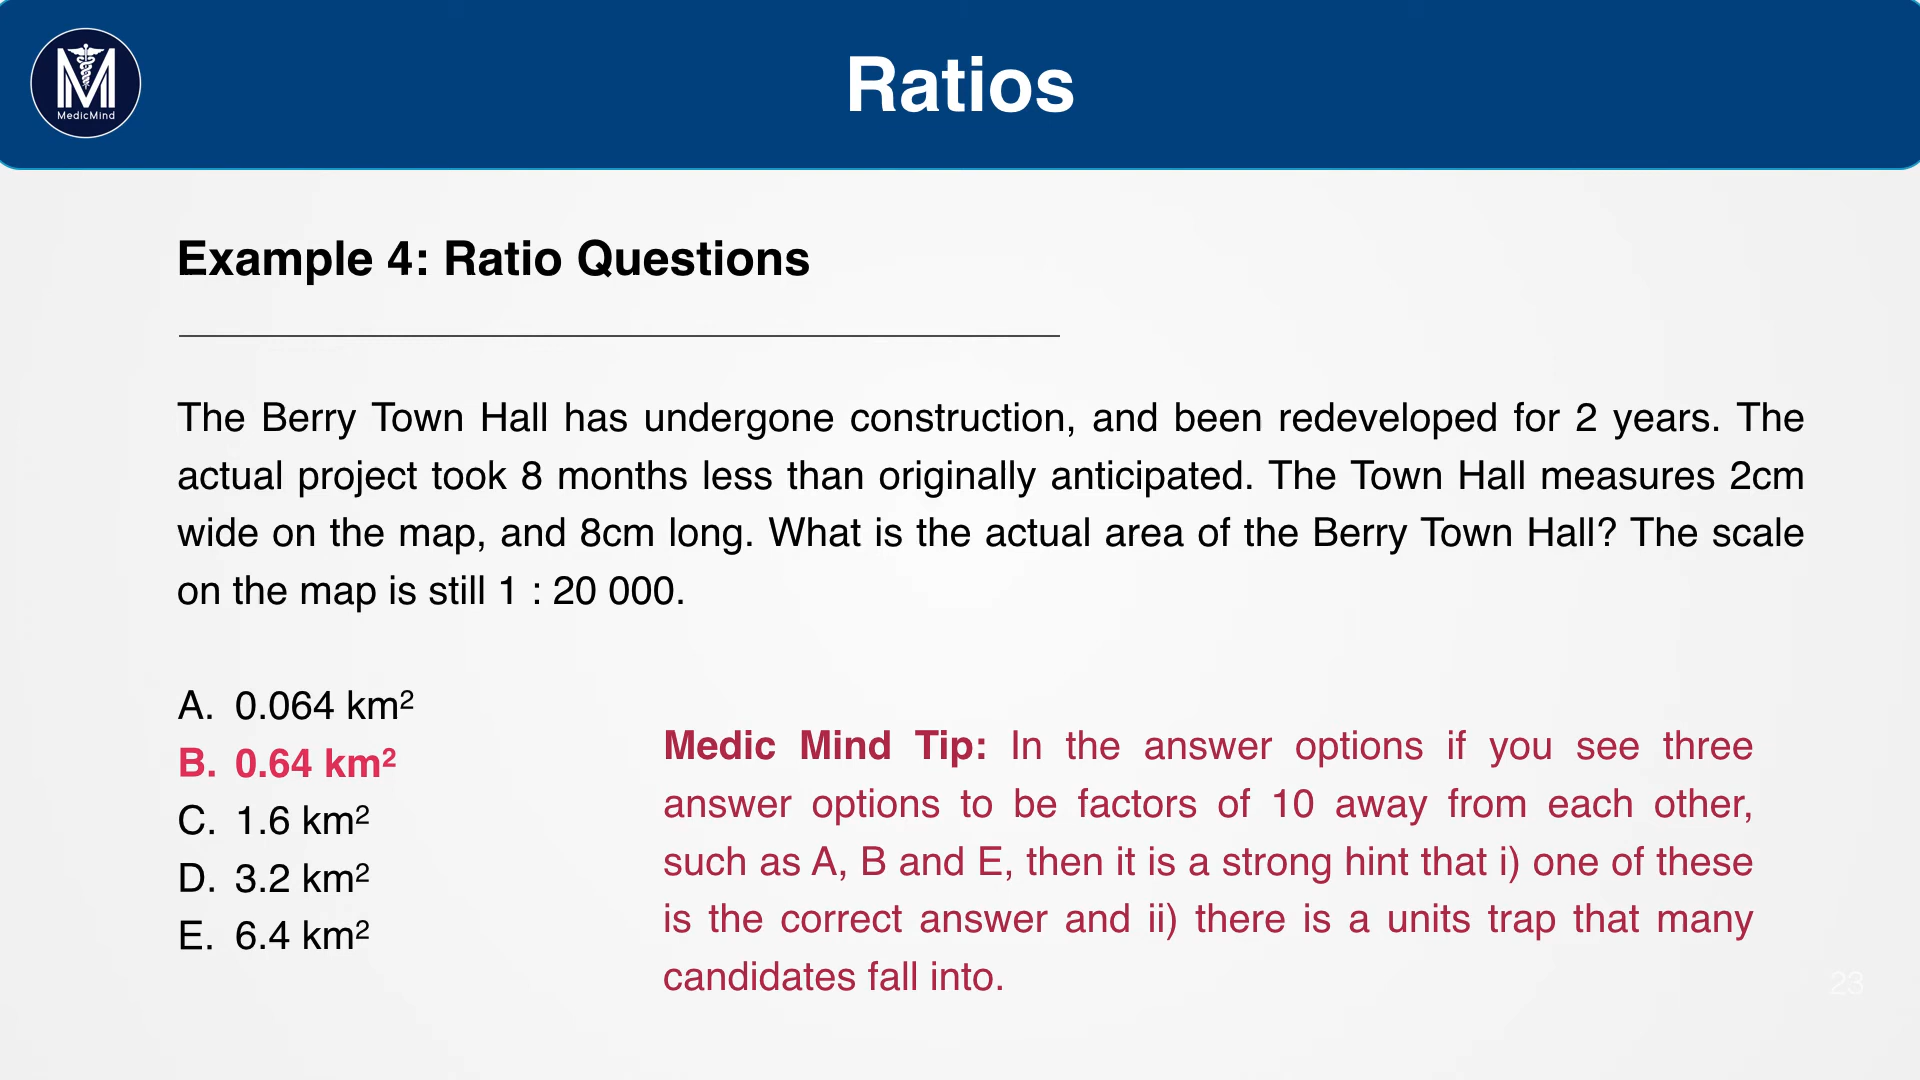 MedicMind
Ratios
Example 4: Ratio Questions
The Berry Town Hall has undergone construction, and been redeveloped for 2 years. The
actual project took 8 months less than originally anticipated. The Town Hall measures 2cm
wide on the map, and 8cm long. What is the actual area of the Berry Town Hall? The scale
on the map is still 1 : 20 000.
A. 0.064 km²
B. 0.64 km²
C. 1.6 km²
D. 3.2 km²
E. 6.4 km²
Medic Mind Tip: In the answer options if you see three
answer options to be factors of 10 away from each other,
such as A, B and E, then it is a strong hint that i) one of these
is the correct answer and ii) there is a units trap that many
candidates fall into.
23